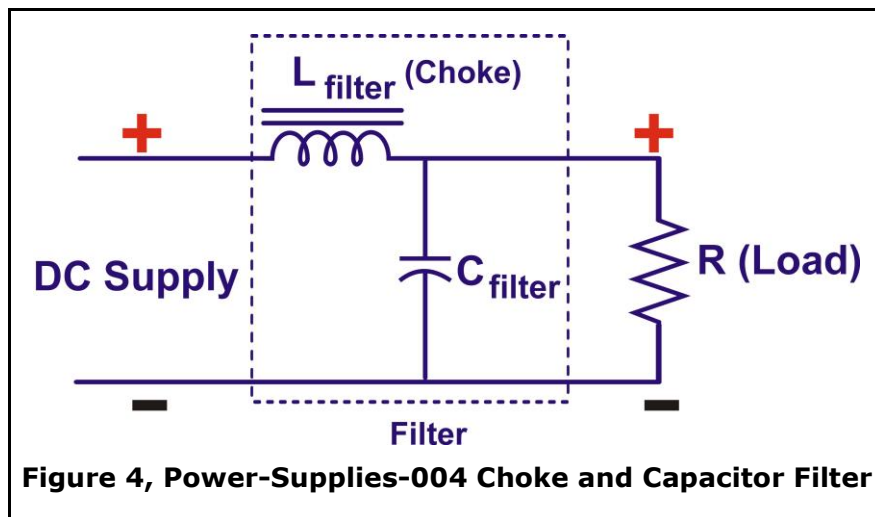 L filter (Choke)
+ +
DC Supply
C filter
R (Load)
– –
Filter
Figure 4, Power-Supplies-004 Choke and Capacitor Filter